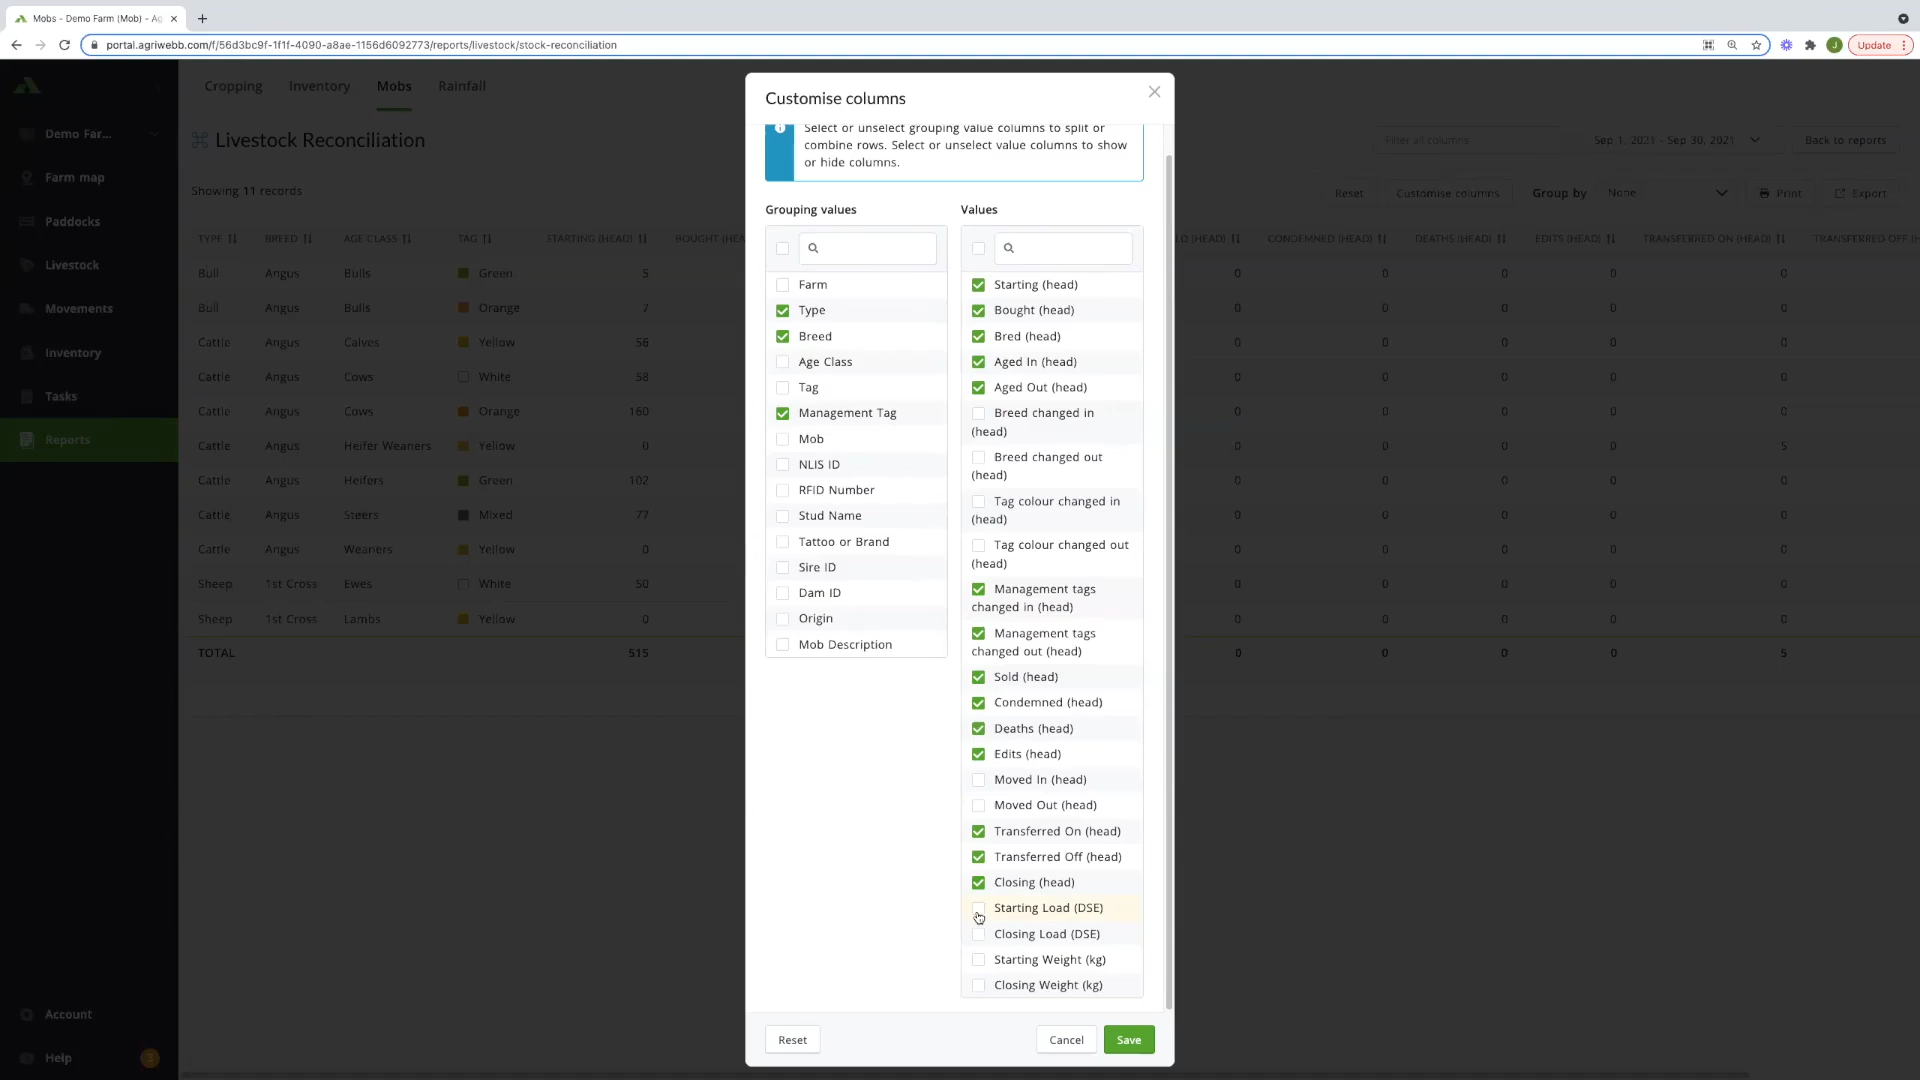 Mobs - Demo Farm (Mob) - Ag
portal.agriwebb.com/f/56d3bc9f-1f1f-4090-a8ae-1156d6092773/reports/livestock/stock-reconciliation
J
Update
Cropping
Inventory
Mobs
Rainfall
Demo Far...
Farm map
Paddocks
Livestock
Movements
Inventory
Tasks
Reports
Account
Help
3
Livestock Reconciliation
Filter all columns
Sep 1, 2021 - Sep 30, 2021
Back to reports
Showing 11 records
Reset
Customise columns
Group by
None
Print
Export
TYPE BREED AGE CLASS TAG STARTING (HEAD) BOUGHT (HEA D (HEAD) CONDEMNED (HEAD) DEATHS (HEAD) EDITS (HEAD) TRANSFERRED ON (HEAD) TRANSFERRED OFF (H
Bull Angus Bulls Green 5 0 0 0 0 0
Bull Angus Bulls Orange 7 0 0 0 0 0
Cattle Angus Calves Yellow 56 0 0 0 0 0
Cattle Angus Cows White 58 0 0 0 0 0
Cattle Angus Cows Orange 160 0 0 0 0 0
Cattle Angus Heifer Weaners Yellow 0 0 0 0 0 5
Cattle Angus Heifers Green 102 0 0 0 0 0
Cattle Angus Steers Mixed 77 0 0 0 0 0
Cattle Angus Weaners Yellow 0 0 0 0 0 0
Sheep 1st Cross Ewes White 50 0 0 0 0 0
Sheep 1st Cross Lambs Yellow 0 0 0 0 0 0
TOTAL 515 0 0 0 0 5
Customise columns
Select or unselect grouping value columns to split or
combine rows. Select or unselect value columns to show
or hide columns.
Grouping values
Farm
Type
Breed
Age Class
Tag
Management Tag
Mob
NLIS ID
RFID Number
Stud Name
Tattoo or Brand
Sire ID
Dam ID
Origin
Mob Description
Values
Starting (head)
Bought (head)
Bred (head)
Aged In (head)
Aged Out (head)
Breed changed in
(head)
Breed changed out
(head)
Tag colour changed in
(head)
Tag colour changed out
(head)
Management tags
changed in (head)
Management tags
changed out (head)
Sold (head)
Condemned (head)
Deaths (head)
Edits (head)
Moved In (head)
Moved Out (head)
Transferred On (head)
Transferred Off (head)
Closing (head)
Starting Load (DSE)
Closing Load (DSE)
Starting Weight (kg)
Closing Weight (kg)
Reset
Cancel
Save